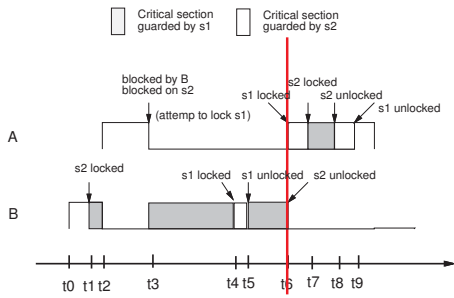 Critical section
guarded by s1
Critical section
guarded by s2
blocked by B
blocked on s2
(attemp to lock s1)
s1 locked
s2 locked
s2 unlocked
s1 unlocked
A
s2 locked
s1 locked
s1 unlocked
s2 unlocked
B
t0 t1 t2 t3 t4 t5 t6 t7 t8 t9